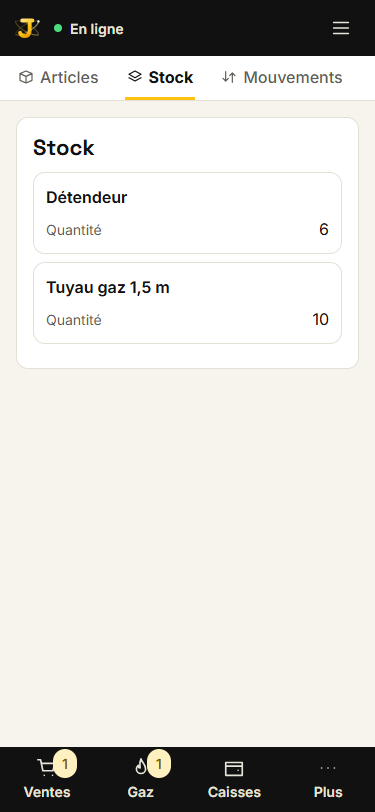 J
En ligne
Articles Stock Mouvements
Stock
Détendeur
Quantité 6
Tuyau gaz 1,5 m
Quantité 10
1 1
Ventes Gaz Caisses Plus